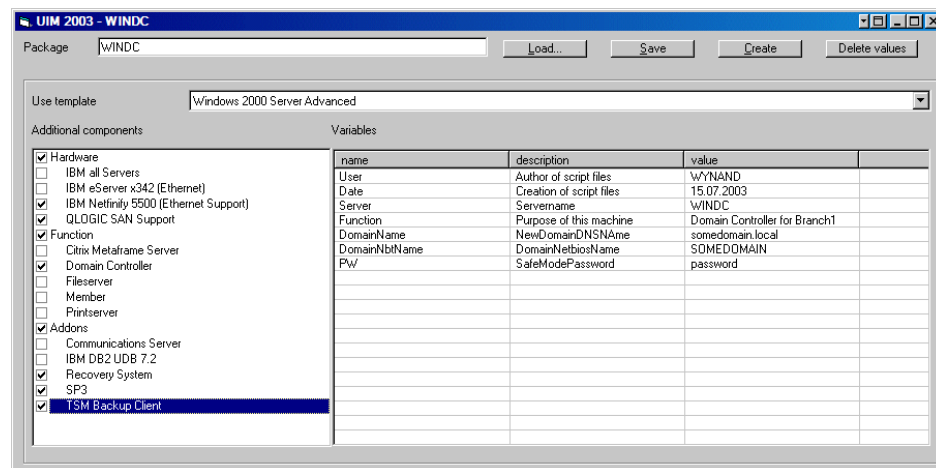 UIM 2003 - WINDC
Package WINDC Load... Save Create Delete values
Use template Windows 2000 Server Advanced
Additional components Variables
Hardware
IBM all Servers
IBM eServer x342 (Ethernet)
IBM Netfinify 5500 (Ethernet Support)
QLOGIC SAN Support
Function
Citrix Metaframe Server
Domain Controller
Fileserver
Member
Printserver
Addons
Communications Server
IBM DB2 UDB 7.2
Recovery System
SP3
TSM Backup Client
name description value
User Author of script files WYNAND
Date Creation of script files 15.07.2003
Server Servername WINDC
Function Purpose of this machine Domain Controller for Branch1
DomainName NewDomainDNSNAme somedomain.local
DomainNbtName DomainNetbiosName SOMEDOMAIN
PW SafeModePassword password